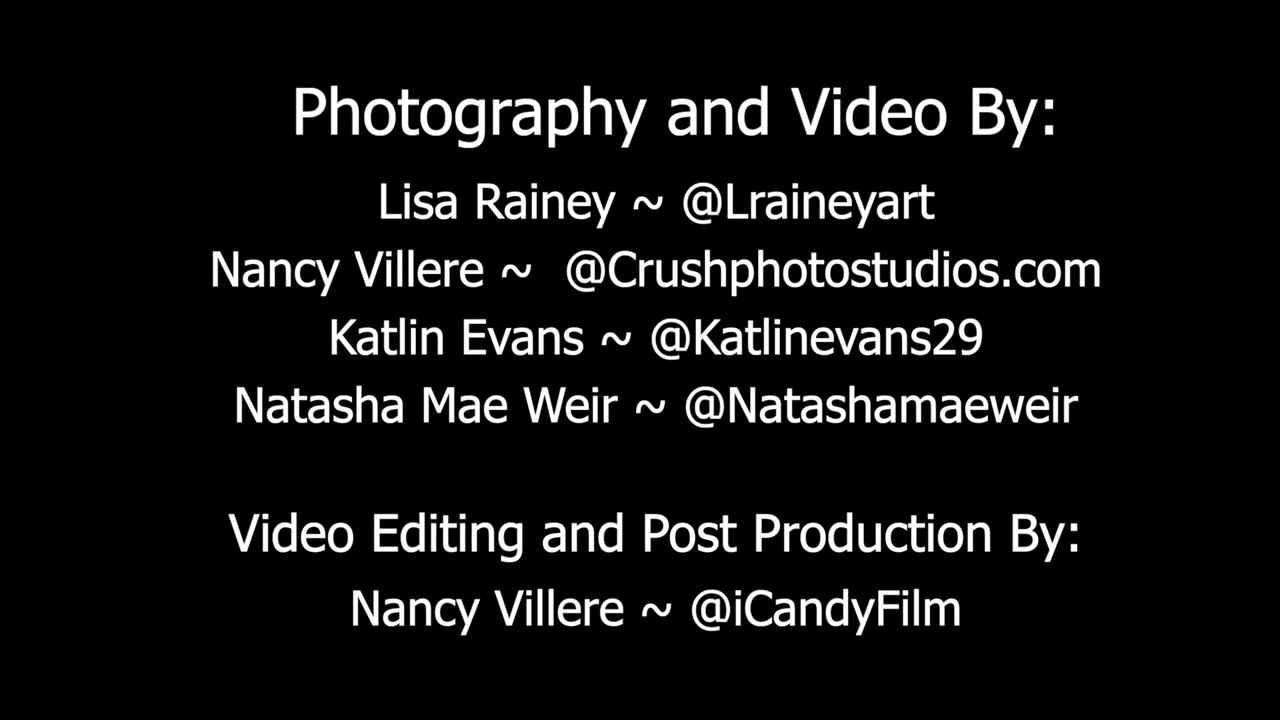 Photography and Video By:
Lisa Rainey ~ @Lraineyart
Nancy Villere ~  @Crushphotostudios.com
Katlin Evans ~ @Katlinevans29
Natasha Mae Weir ~ @Natashamaeweir
Video Editing and Post Production By:
Nancy Villere ~ @iCandyFilm